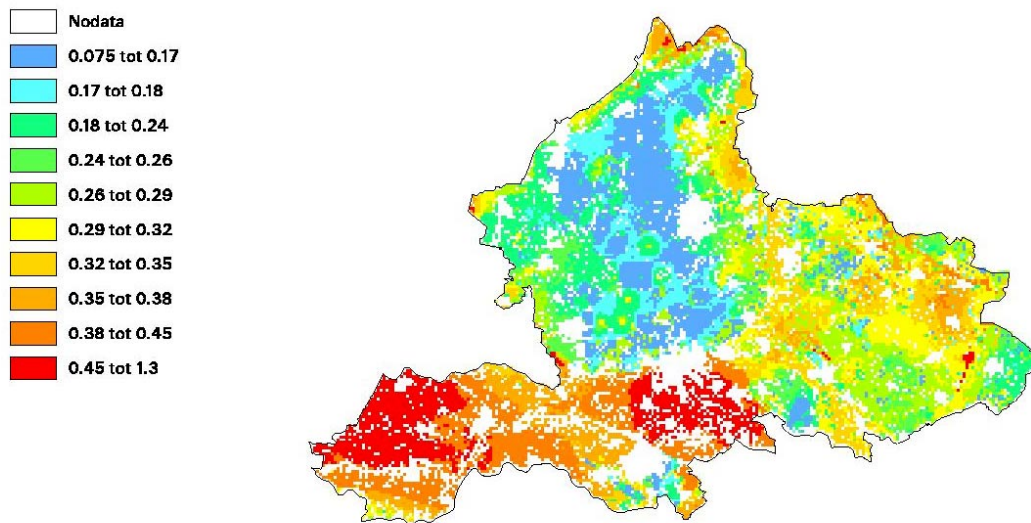 Nodata
0.075 tot 0.17
0.17 tot 0.18
0.18 tot 0.24
0.24 tot 0.26
0.26 tot 0.29
0.29 tot 0.32
0.32 tot 0.35
0.35 tot 0.38
0.38 tot 0.45
0.45 tot 1.3